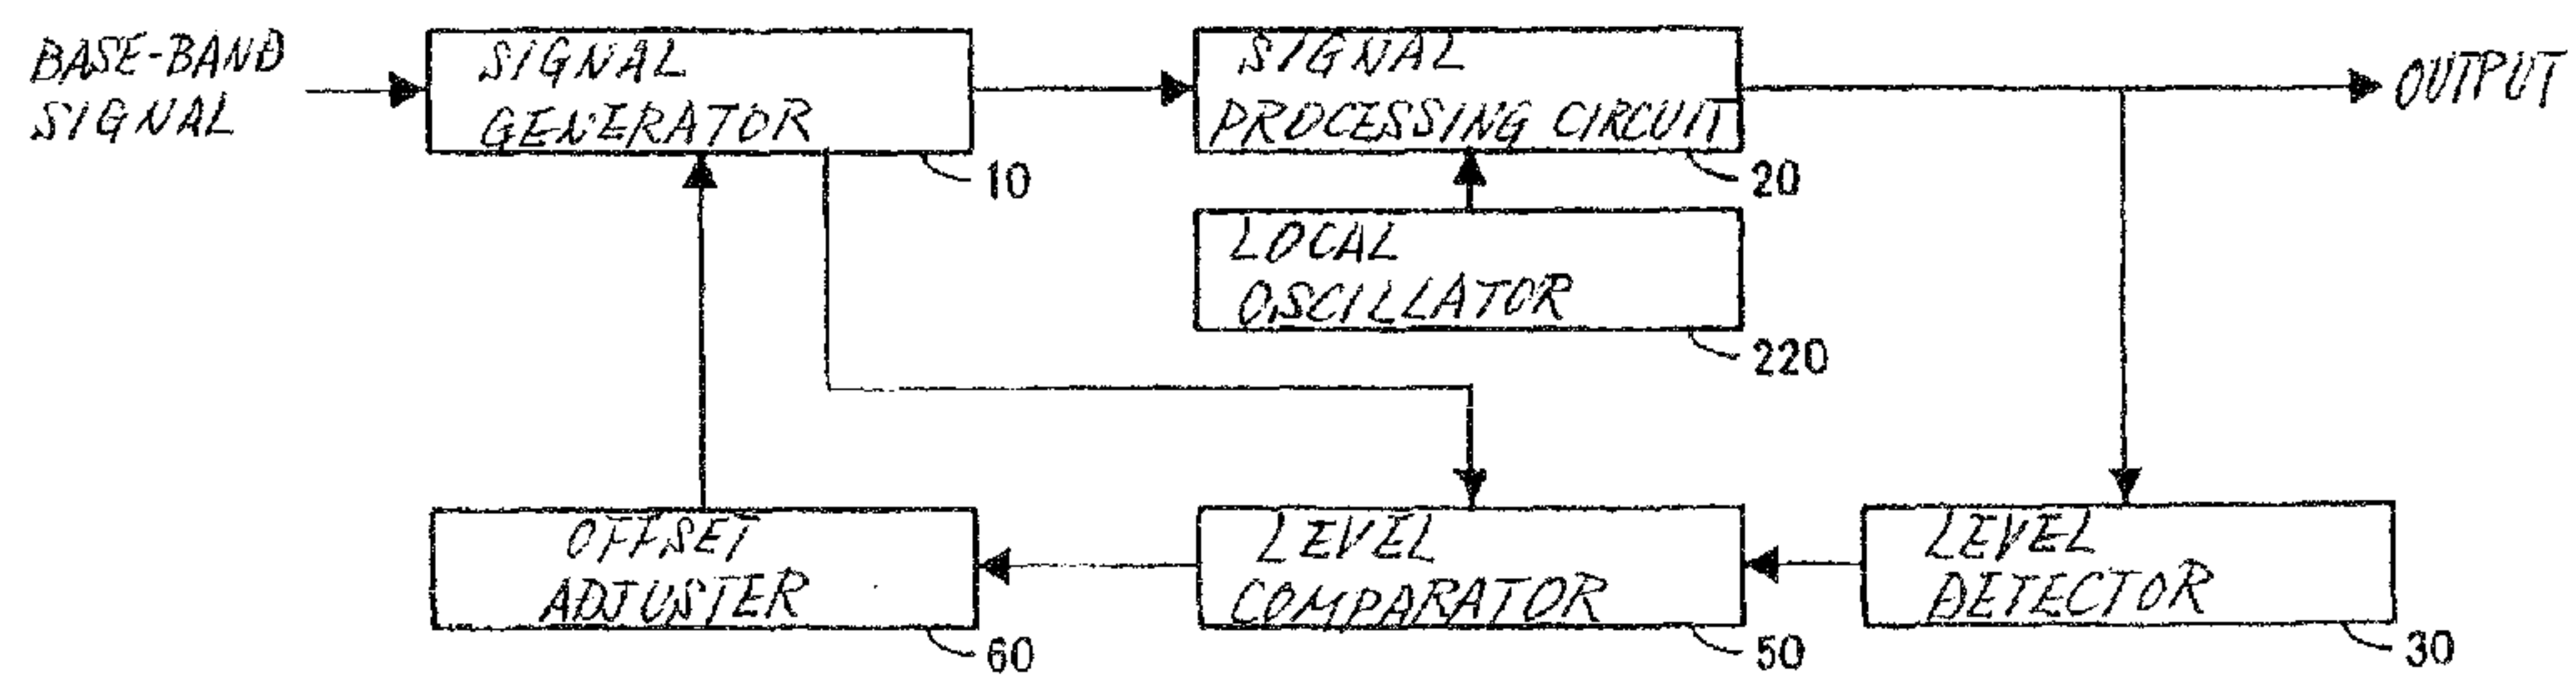 BASE-BAND
SIGNAL
SIGNAL
GENERATOR
10
SIGNAL
PROCESSING CIRCUIT
20
OUTPUT
LOCAL
OSCILLATOR
220
OFFSET
ADJUSTER
60
LEVEL
COMPARATOR
50
LEVEL
DETECTOR
30